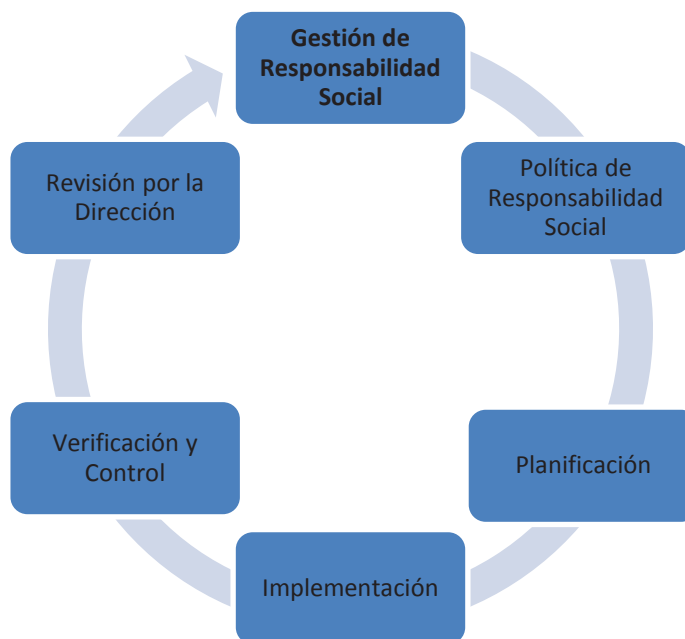 Gestión de
Responsabilidad
Social
Política de
Responsabilidad
Social
Planificación
Implementación
Verificación y
Control
Revisión por la
Dirección